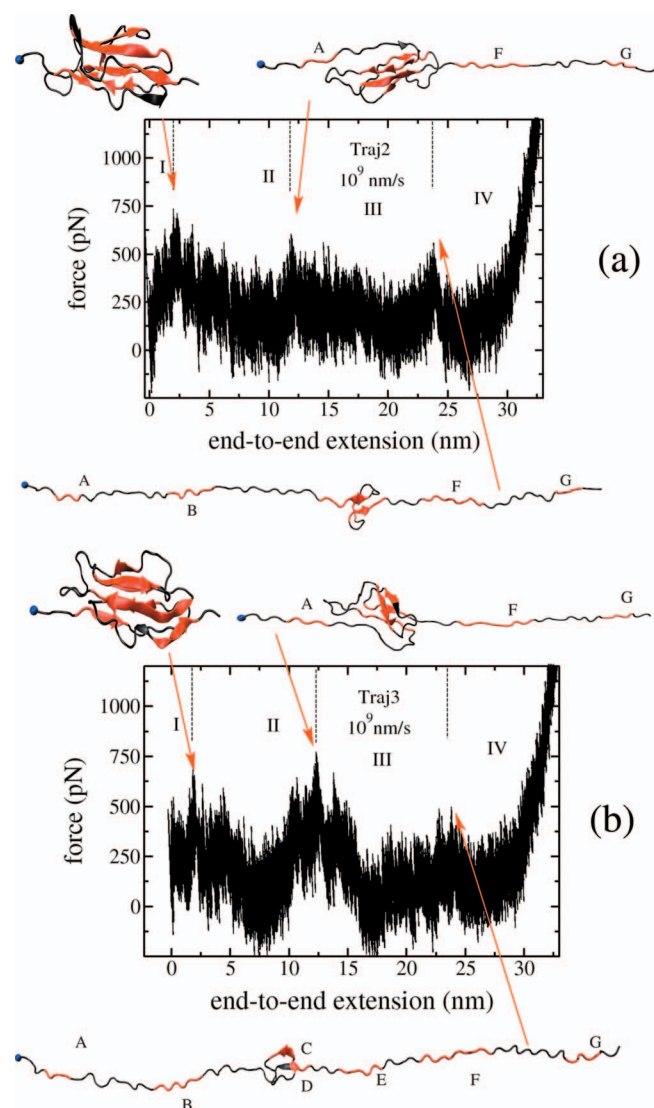 A
F
G
1000
750
500
250
0
force (pN)
I
II
Traj2
10⁹ nm/s
III
IV
(a)
0 5 10 15 20 25 30
end-to-end extension (nm)
A
B
F
G
A
F
G
1000
750
500
250
0
force (pN)
I
II
Traj3
10⁹ nm/s
III
IV
(b)
0 5 10 15 20 25 30
end-to-end extension (nm)
A
B
C
D
E
F
G